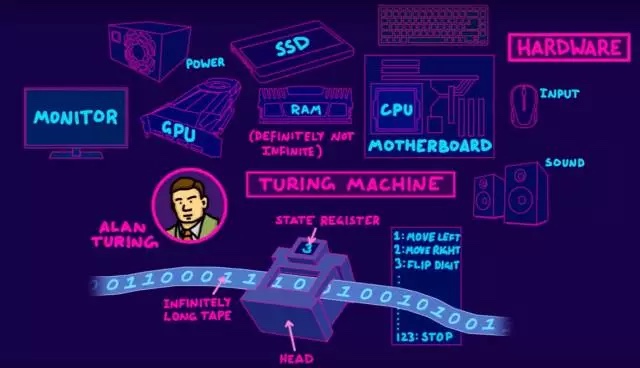 HARDWARE
POWER
SSD
MONITOR
GPU
RAM
(DEFINITELY NOT
INFINITE)
CPU
MOTHERBOARD
INPUT
SOUND
TURING MACHINE
ALAN
TURING
STATE REGISTER
3
1: MOVE LEFT
2: MOVE RIGHT
3: FLIP DIGIT
123: STOP
INFINITELY
LONG TAPE
HEAD